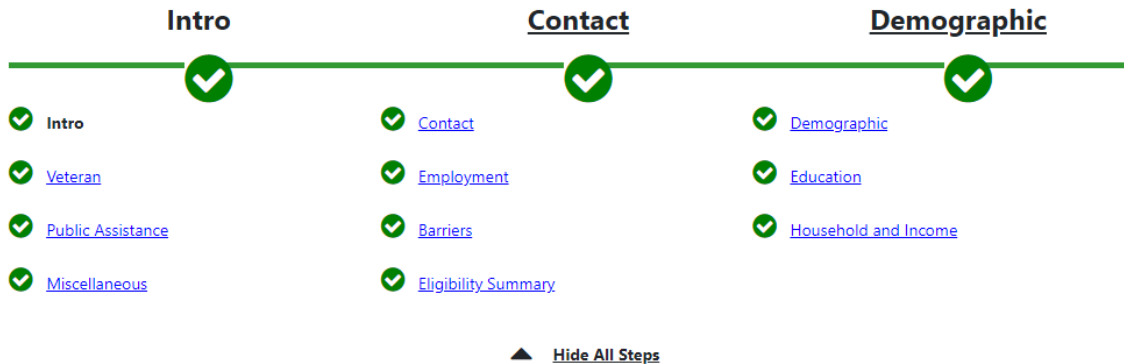 Intro Contact Demographic
Intro Contact Demographic
Veteran Employment Education
Public Assistance Barriers Household and Income
Miscellaneous Eligibility Summary
Hide All Steps